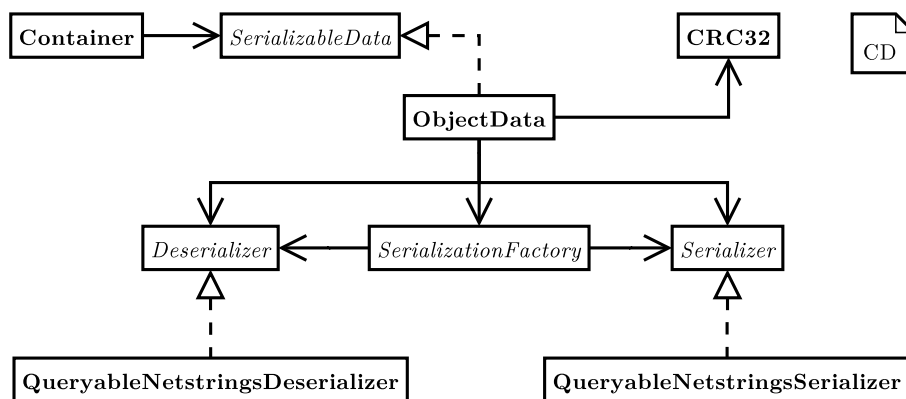 Container
SerializableData
CRC32
CD
ObjectData
Deserializer
SerializationFactory
Serializer
QueryableNetstringsDeserializer
QueryableNetstringsSerializer